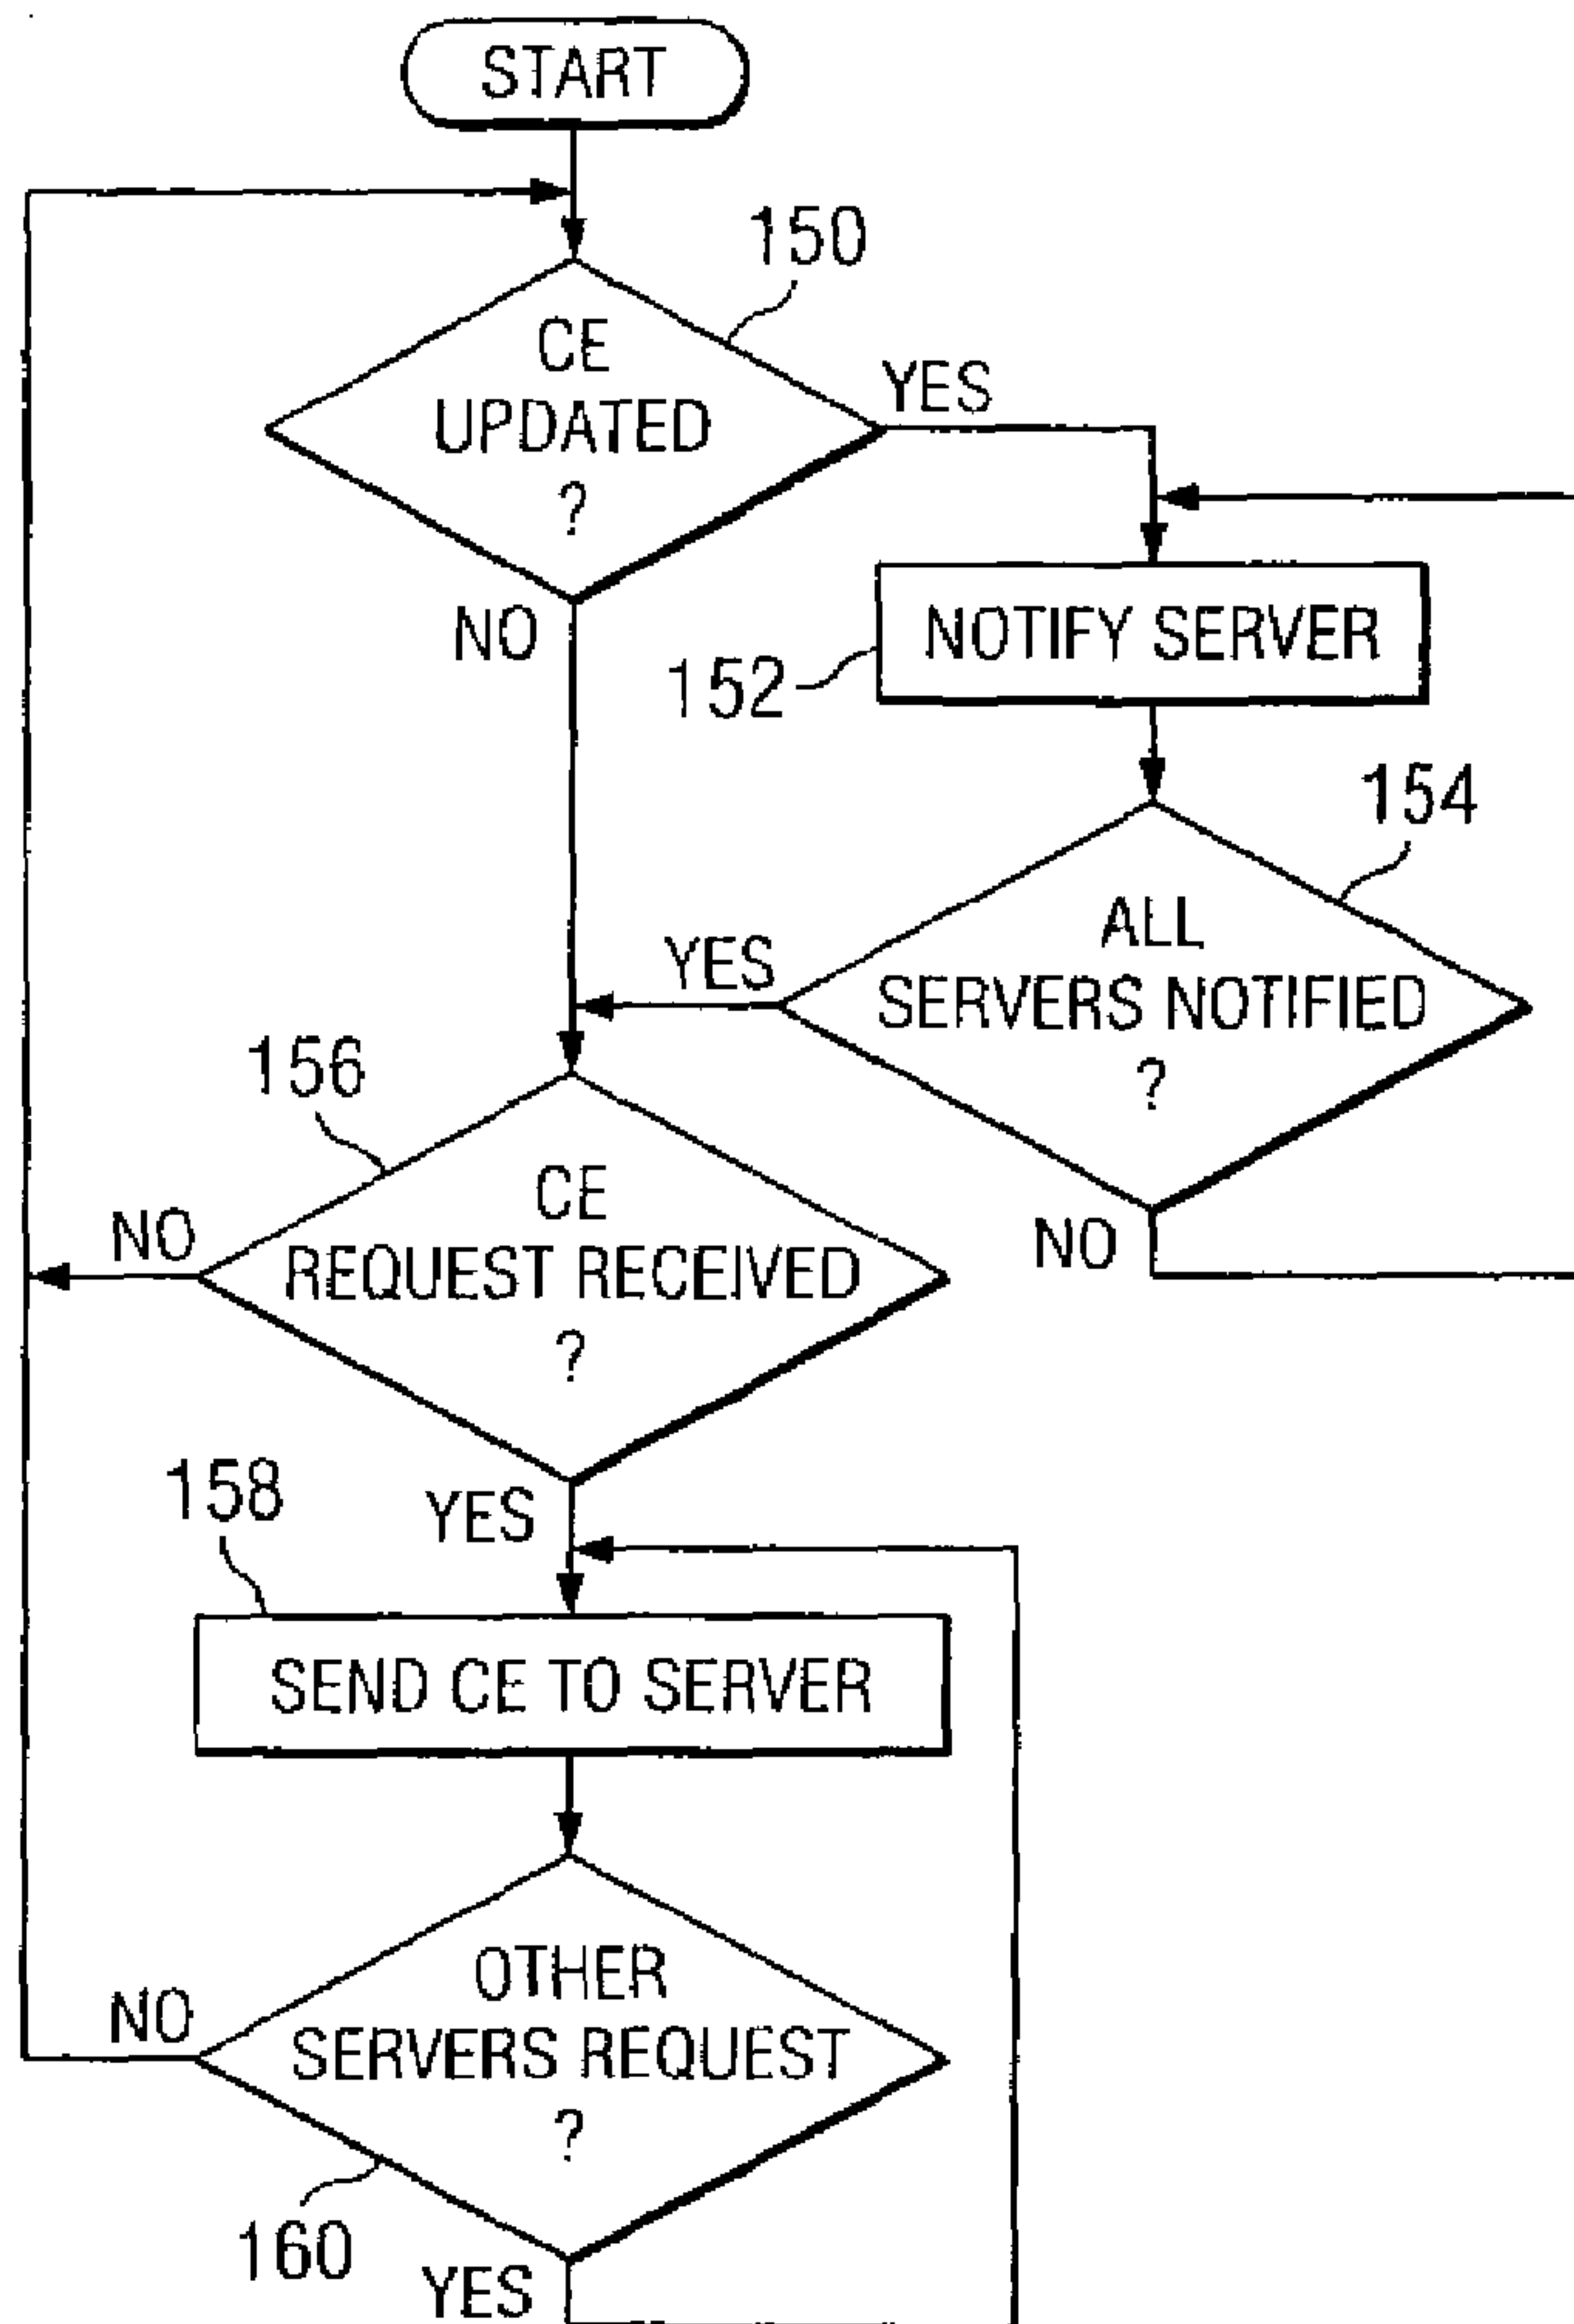 START
150
CE
UPDATED
?
YES
NO
NOTIFY SERVER
152
154
ALL
SERVERS NOTIFIED
?
YES
NO
156
CE
REQUEST RECEIVED
?
NO
YES
158
SEND CE TO SERVER
OTHER
SERVERS REQUEST
?
NO
160
YES